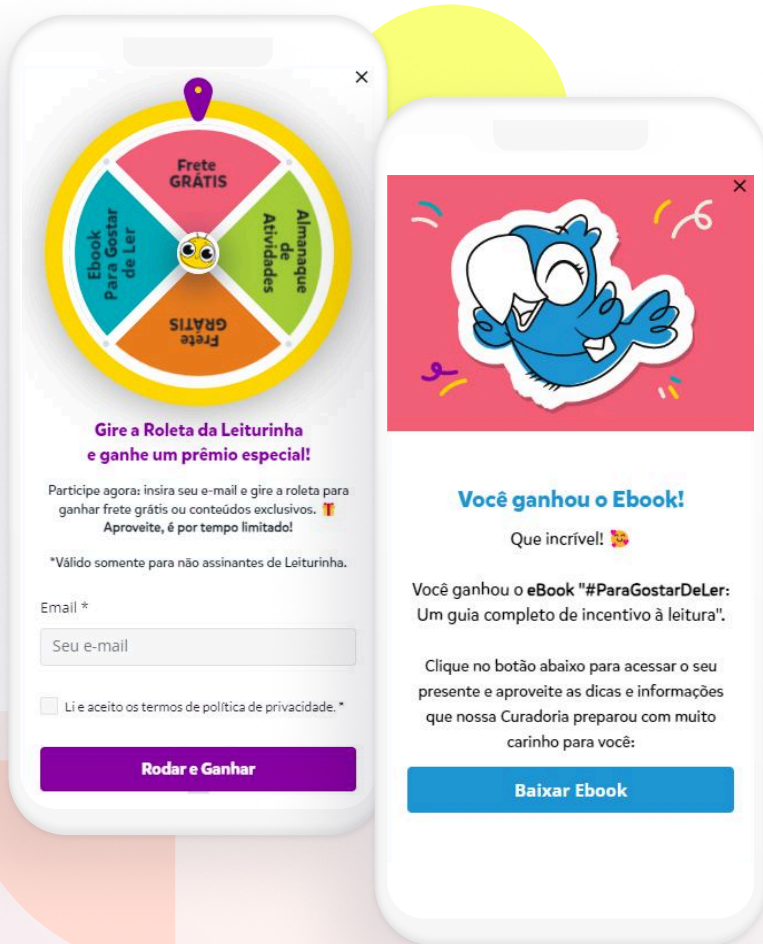 Frete
GRÁTIS
Almanaque
de
Atividades
Frete
GRÁTIS
Ebook
Para Gostar
de Ler
Gire a Roleta da Leiturinha
e ganhe um prêmio especial!
Participe agora: insira seu e-mail e gire a roleta para
ganhar frete grátis ou conteúdos exclusivos. 🎁
Aproveite, é por tempo limitado!
*Válido somente para não assinantes de Leiturinha.
Email *
Seu e-mail
Li e aceito os termos de política de privacidade. *
Rodar e Ganhar
Você ganhou o Ebook!
Que incrível! 🥰
Você ganhou o eBook "#ParaGostarDeLer:
Um guia completo de incentivo à leitura".
Clique no botão abaixo para acessar o seu
presente e aproveite as dicas e informações
que nossa Curadoria preparou com muito
carinho para você:
Baixar Ebook